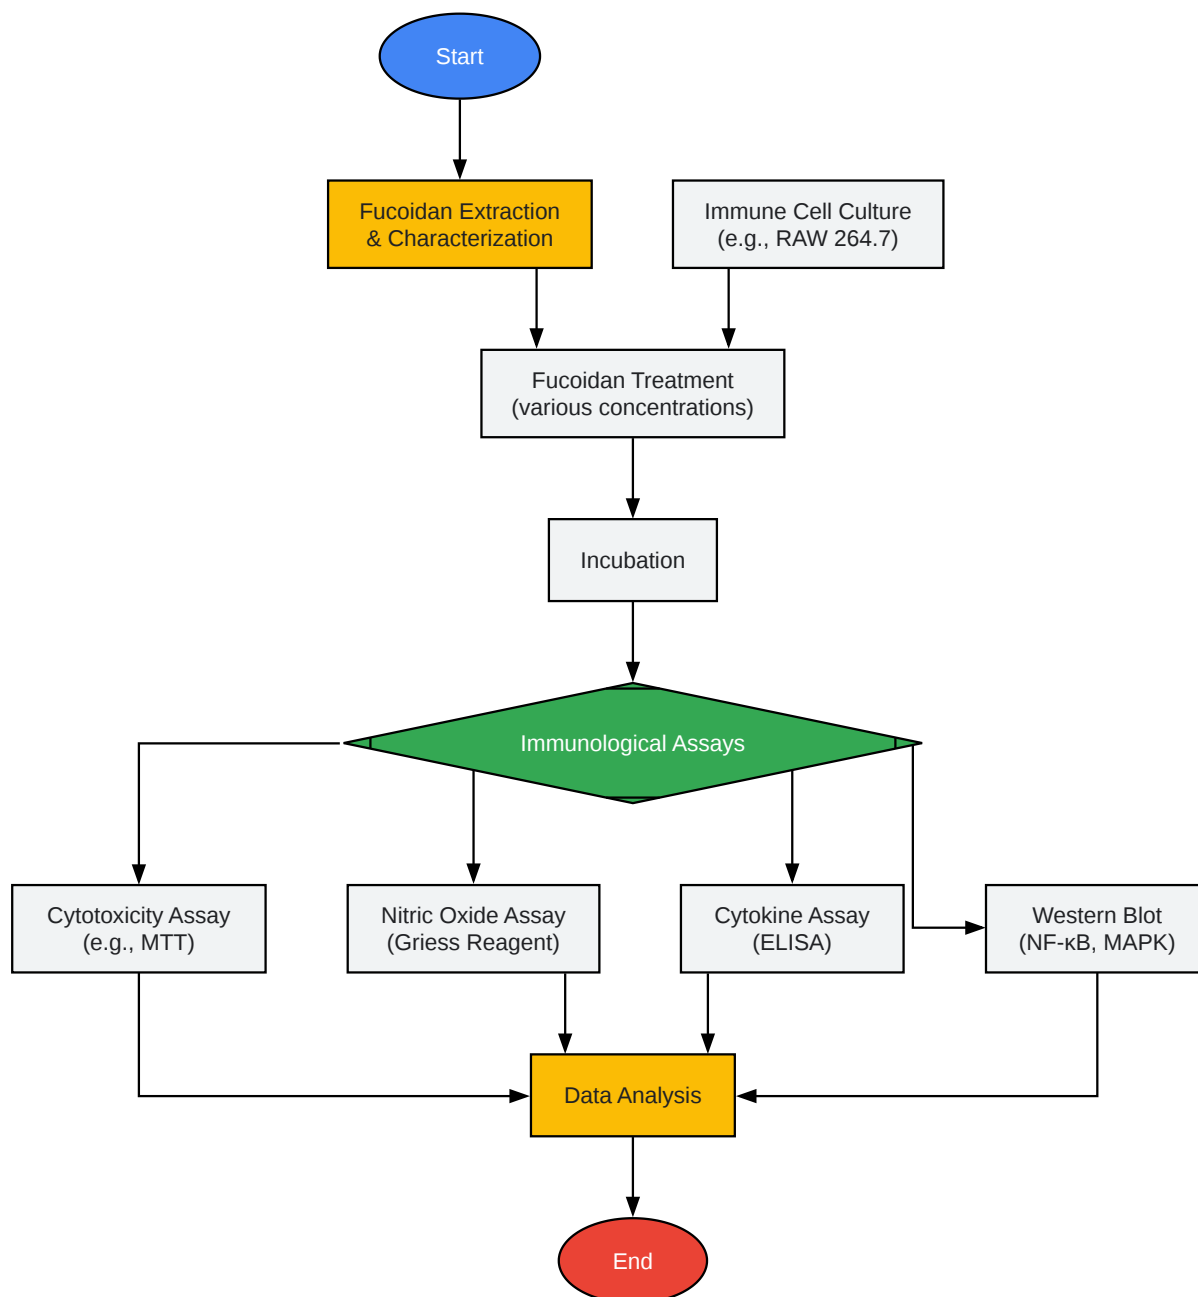 Start
Fucoidan Extraction
& Characterization
Immune Cell Culture
(e.g., RAW 264.7)
Fucoidan Treatment
(various concentrations)
Incubation
Immunological Assays
Cytotoxicity Assay
(e.g., MTT)
Nitric Oxide Assay
(Griess Reagent)
Cytokine Assay
(ELISA)
Western Blot
(NF-κB, MAPK)
Data Analysis
End